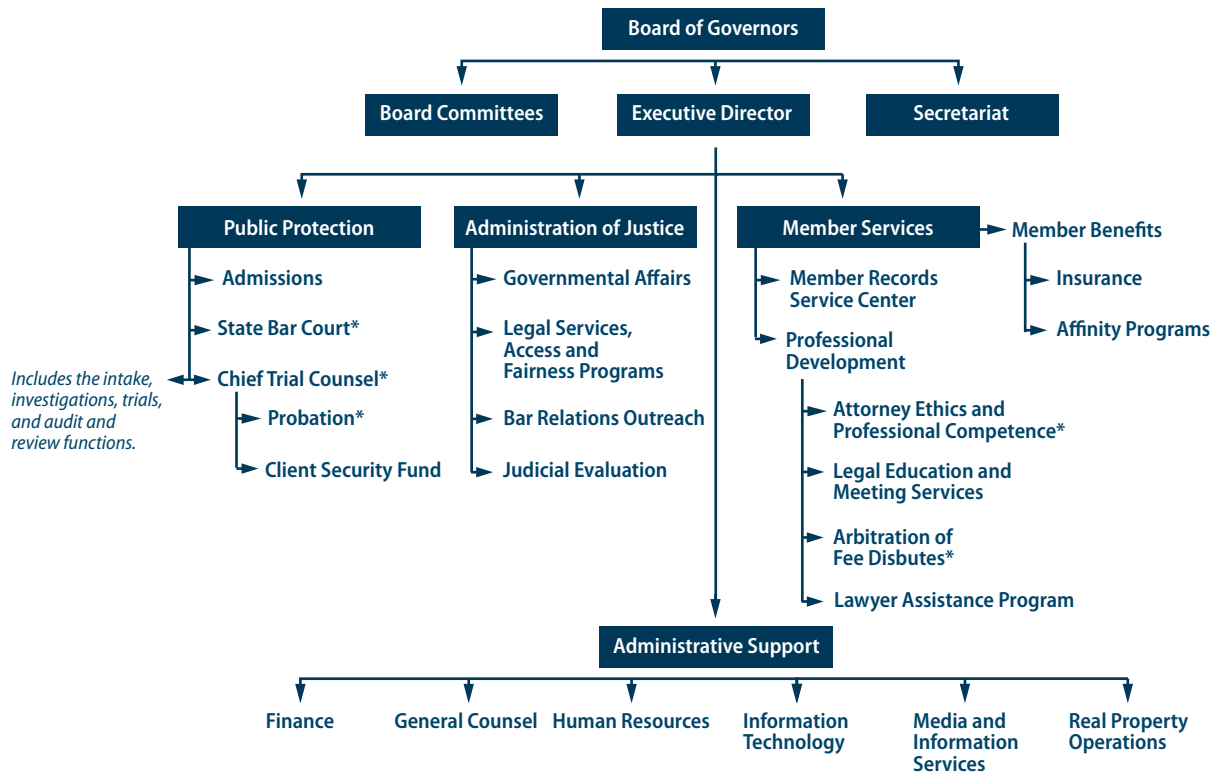 Board of Governors
Board Committees
Executive Director
Secretariat
Public Protection
Admissions
State Bar Court*
Chief Trial Counsel*
Includes the intake,
investigations, trials,
and audit and
review functions.
Probation*
Client Security Fund
Administration of Justice
Governmental Affairs
Legal Services,
Access and
Fairness Programs
Bar Relations Outreach
Judicial Evaluation
Member Services
Member Records
Service Center
Professional
Development
Attorney Ethics and
Professional Competence*
Legal Education and
Meeting Services
Arbitration of
Fee Disbutes*
Lawyer Assistance Program
Member Benefits
Insurance
Affinity Programs
Administrative Support
Finance
General Counsel
Human Resources
Information
Technology
Media and
Information
Services
Real Property
Operations